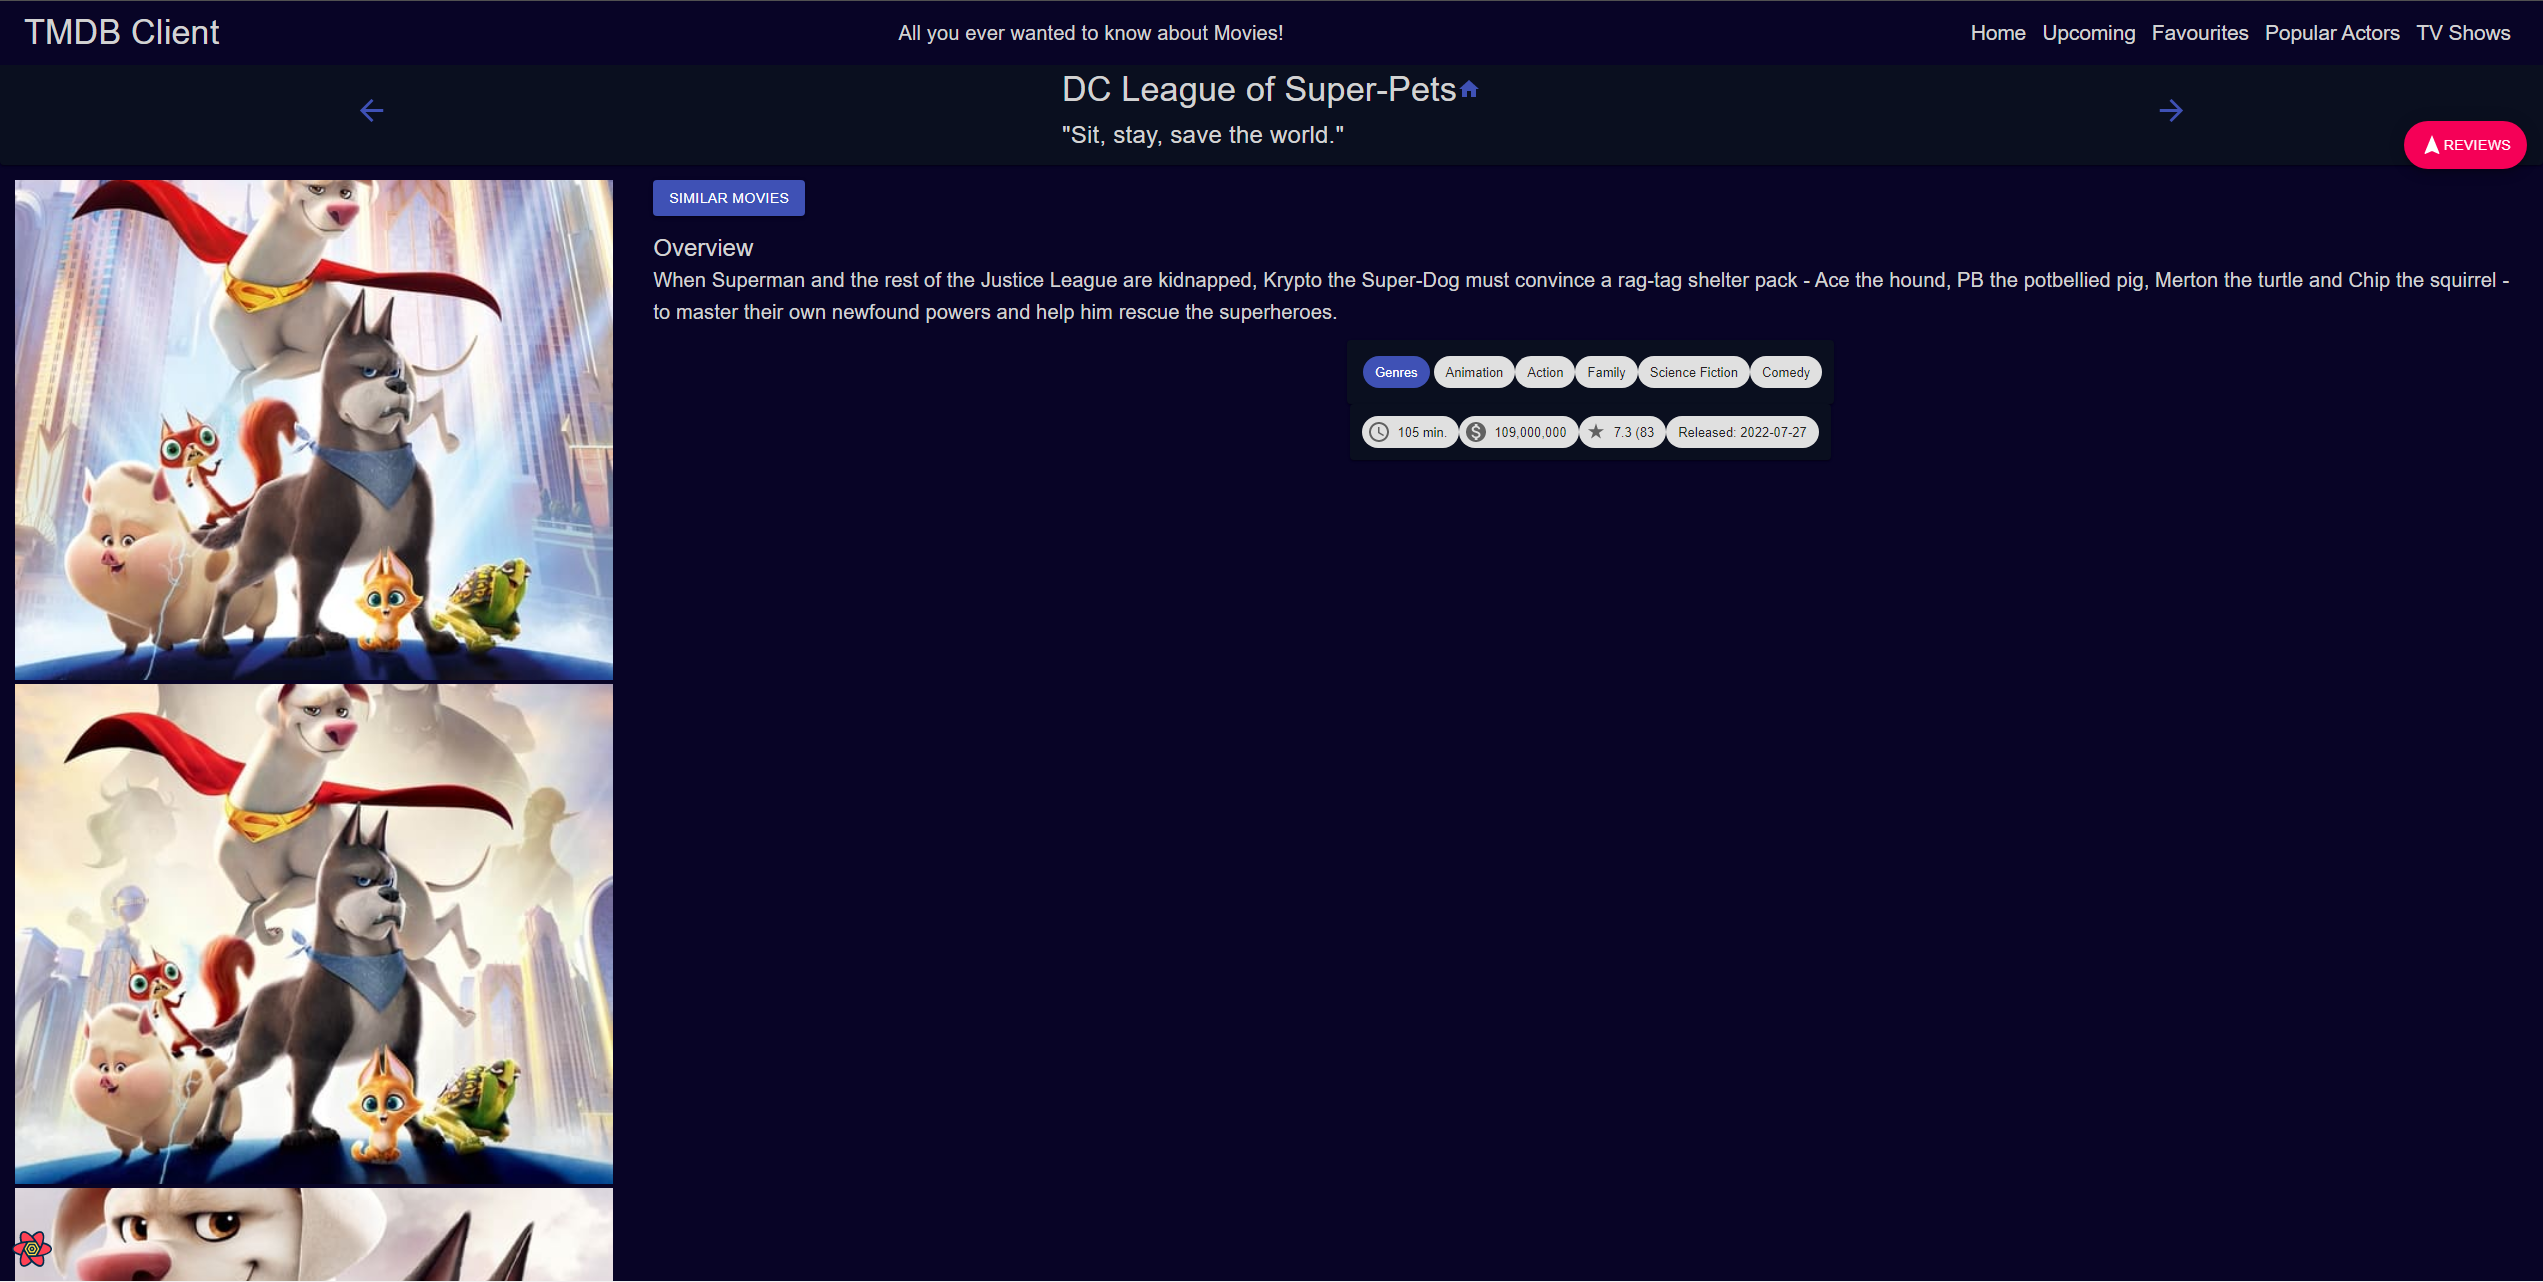 TMDB Client
All you ever wanted to know about Movies!
Home Upcoming Favourites Popular Actors TV Shows
DC League of Super-Pets
"Sit, stay, save the world."
REVIEWS
SIMILAR MOVIES
Overview
When Superman and the rest of the Justice League are kidnapped, Krypto the Super-Dog must convince a rag-tag shelter pack - Ace the hound, PB the potbellied pig, Merton the turtle and Chip the squirrel -
to master their own newfound powers and help him rescue the superheroes.
Genres Animation Action Family Science Fiction Comedy
105 min. 109,000,000 7.3 (83 Released: 2022-07-27